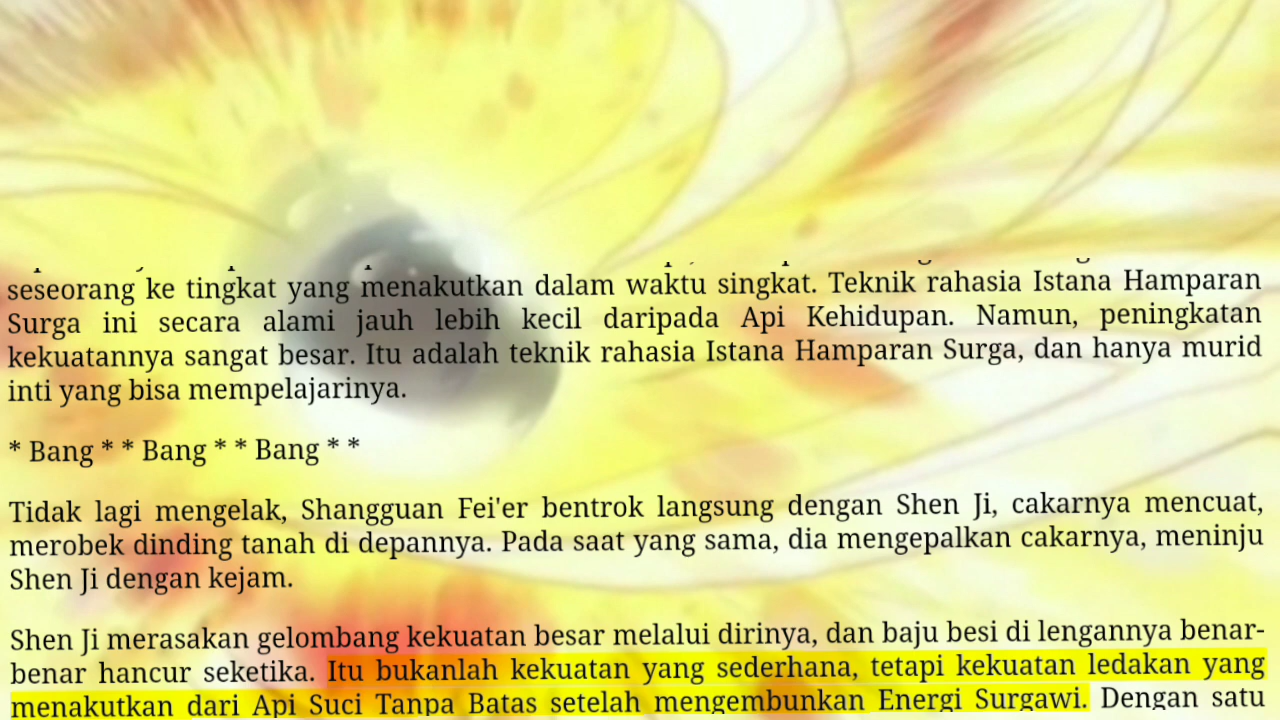 seseorang ke tingkat yang menakutkan dalam waktu singkat. Teknik rahasia Istana Hamparan
Surga ini secara alami jauh lebih kecil daripada Api Kehidupan. Namun, peningkatan
kekuatannya sangat besar. Itu adalah teknik rahasia Istana Hamparan Surga, dan hanya murid
inti yang bisa mempelajarinya.
* Bang * * Bang * * Bang * *
Tidak lagi mengelak, Shangguan Fei'er bentrok langsung dengan Shen Ji, cakarnya mencuat,
merobek dinding tanah di depannya. Pada saat yang sama, dia mengepalkan cakarnya, meninju
Shen Ji dengan kejam.
Shen Ji merasakan gelombang kekuatan besar melalui dirinya, dan baju besi di lengannya benar-
benar hancur seketika. Itu bukanlah kekuatan yang sederhana, tetapi kekuatan ledakan yang
menakutkan dari Api Suci Tanpa Batas setelah mengembunkan Energi Surgawi. Dengan satu